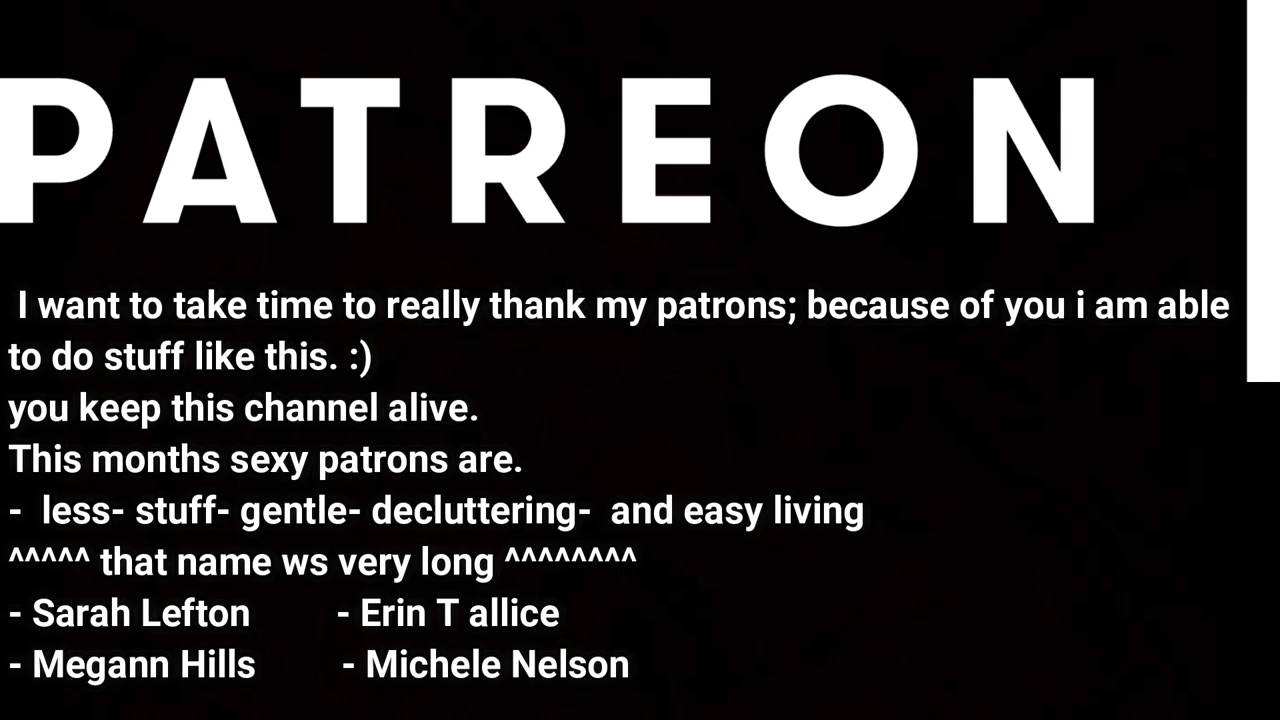 PATREON
I want to take time to really thank my patrons; because of you i am able
to do stuff like this. :)
you keep this channel alive.
This months sexy patrons are.
-  less- stuff- gentle- decluttering-  and easy living
^^^^^ that name ws very long ^^^^^^^^
- Sarah Lefton - Erin T allice
- Megann Hills - Michele Nelson